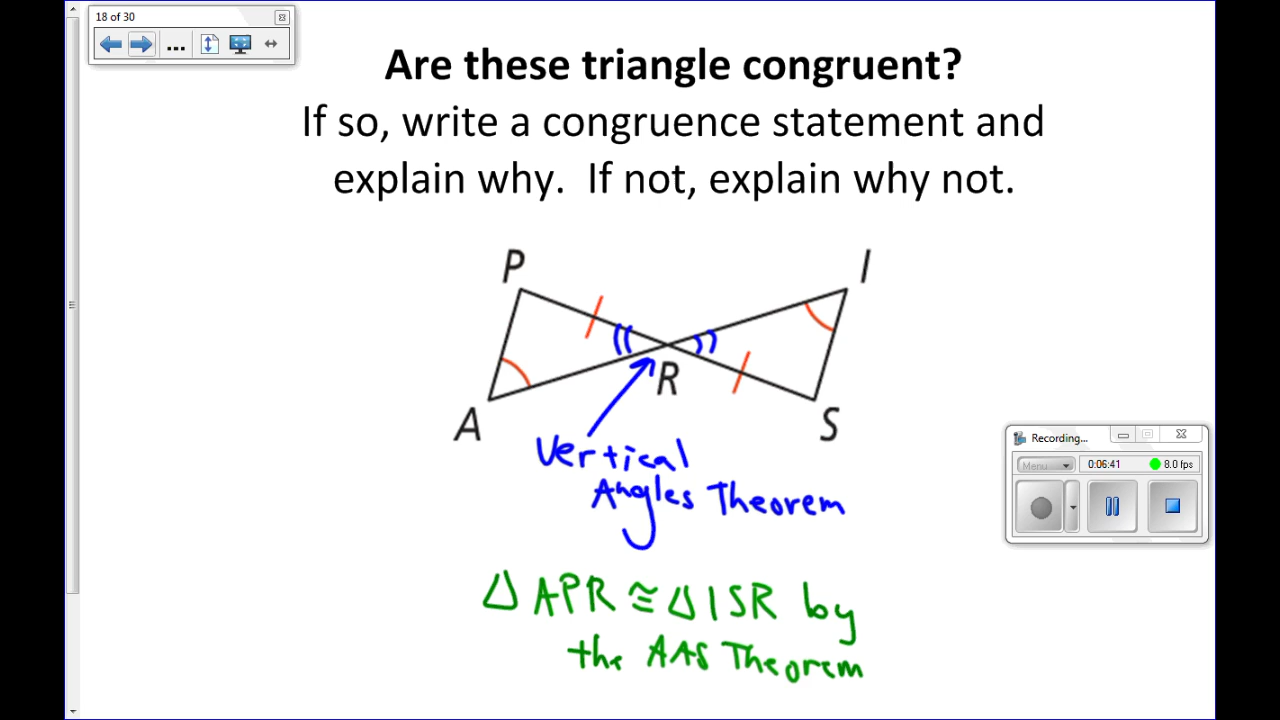 18 of 30
...
Are these triangle congruent?
If so, write a congruence statement and
explain why. If not, explain why not.
P
I
R
A
S
Vertical
Angles Theorem
Recording...
Menu
0:06:41
8.0 fps
△APR ≅ △ISR by
the AAS Theorem